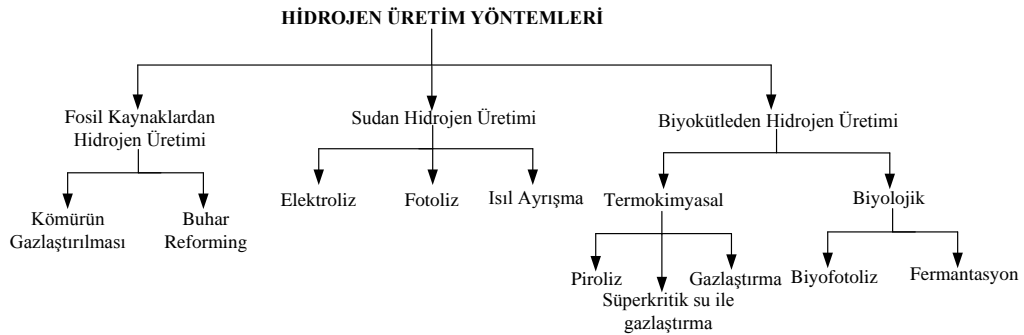 HİDROJEN ÜRETİM YÖNTEMLERİ
Fosil Kaynaklardan
Hidrojen Üretimi
Sudan Hidrojen Üretimi
Biyokütleden Hidrojen Üretimi
Kömürün
Gazlaştırılması
Buhar
Reforming
Elektroliz
Fotoliz
Isıl Ayrışma
Termokimyasal
Biyolojik
Piroliz
Süperkritik su ile
gazlaştırma
Gazlaştırma
Biyofotoliz
Fermantasyon